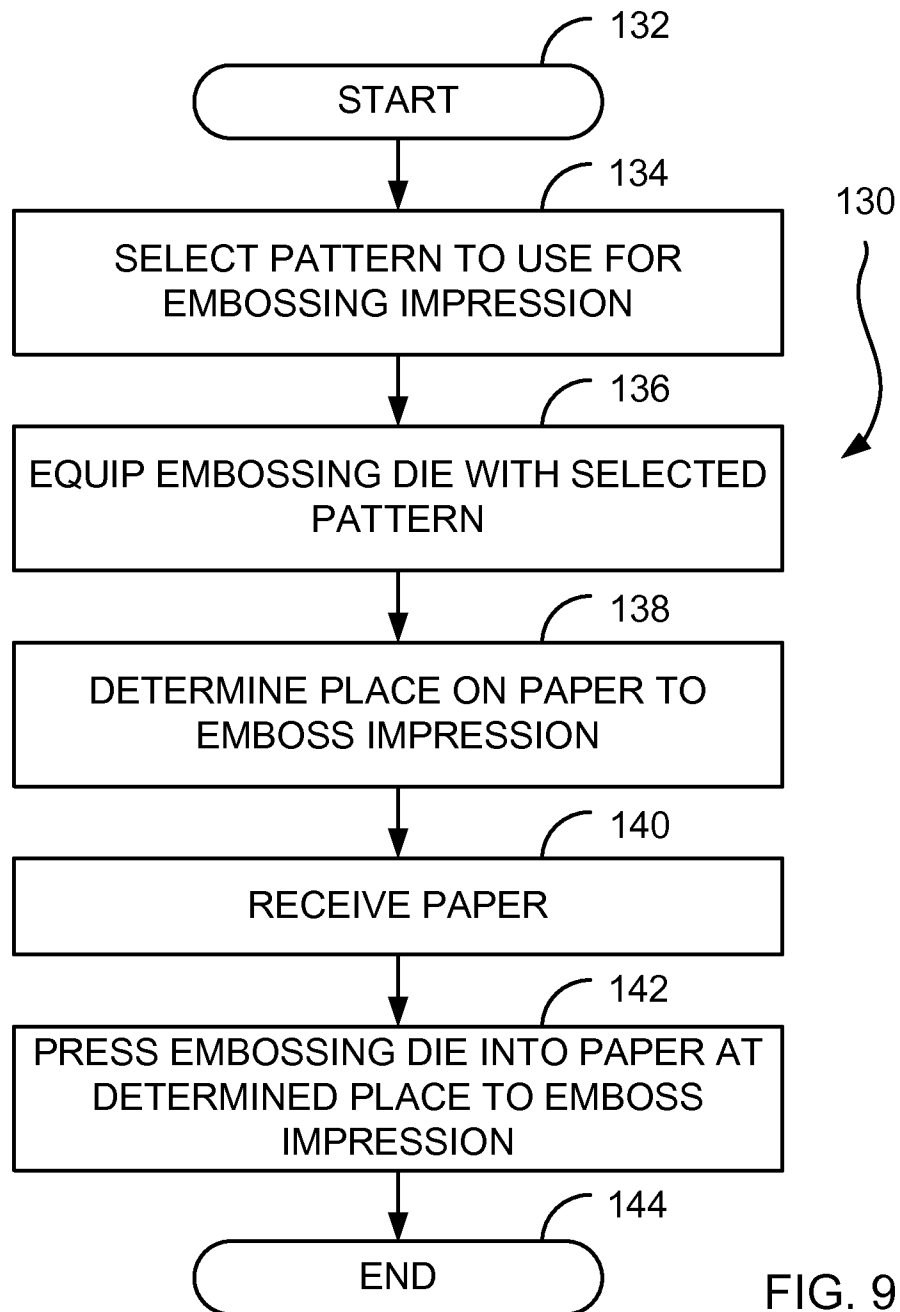 132
START
134
130
SELECT PATTERN TO USE FOR
EMBOSSING IMPRESSION
136
EQUIP EMBOSSING DIE WITH SELECTED
PATTERN
138
DETERMINE PLACE ON PAPER TO
EMBOSS IMPRESSION
140
RECEIVE PAPER
142
PRESS EMBOSSING DIE INTO PAPER AT
DETERMINED PLACE TO EMBOSS
IMPRESSION
144
END
FIG. 9